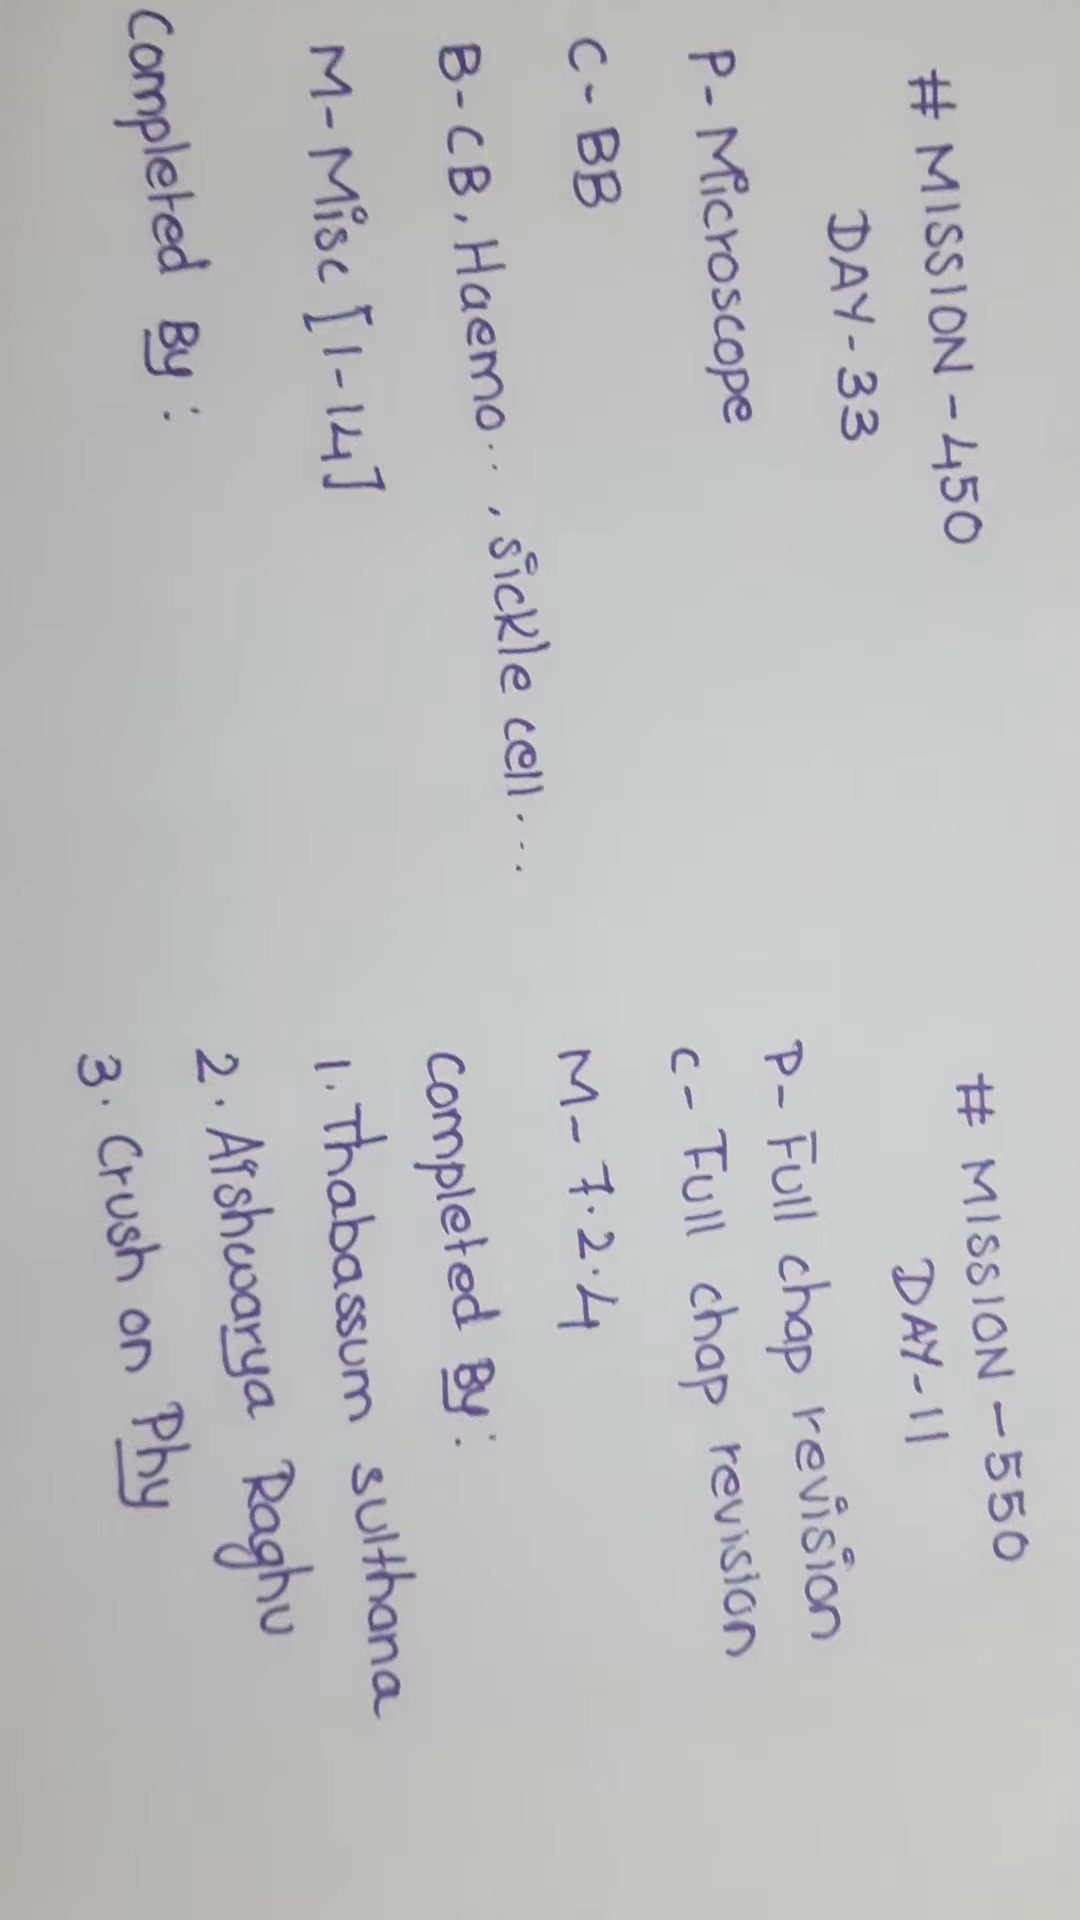 # MISSION-450
DAY-33
P-Microscope
C-BB
B-CB, Haemo..., sickle cell...
M-Misc [1-14]
Completed By:
# MISSION-550
DAY-11
P-Full chap revision
C-Full chap revision
M-7.2.4
Completed By:
1. Thabassum sulthana
2. Aishwarya Raghu
3. Crush on Phy